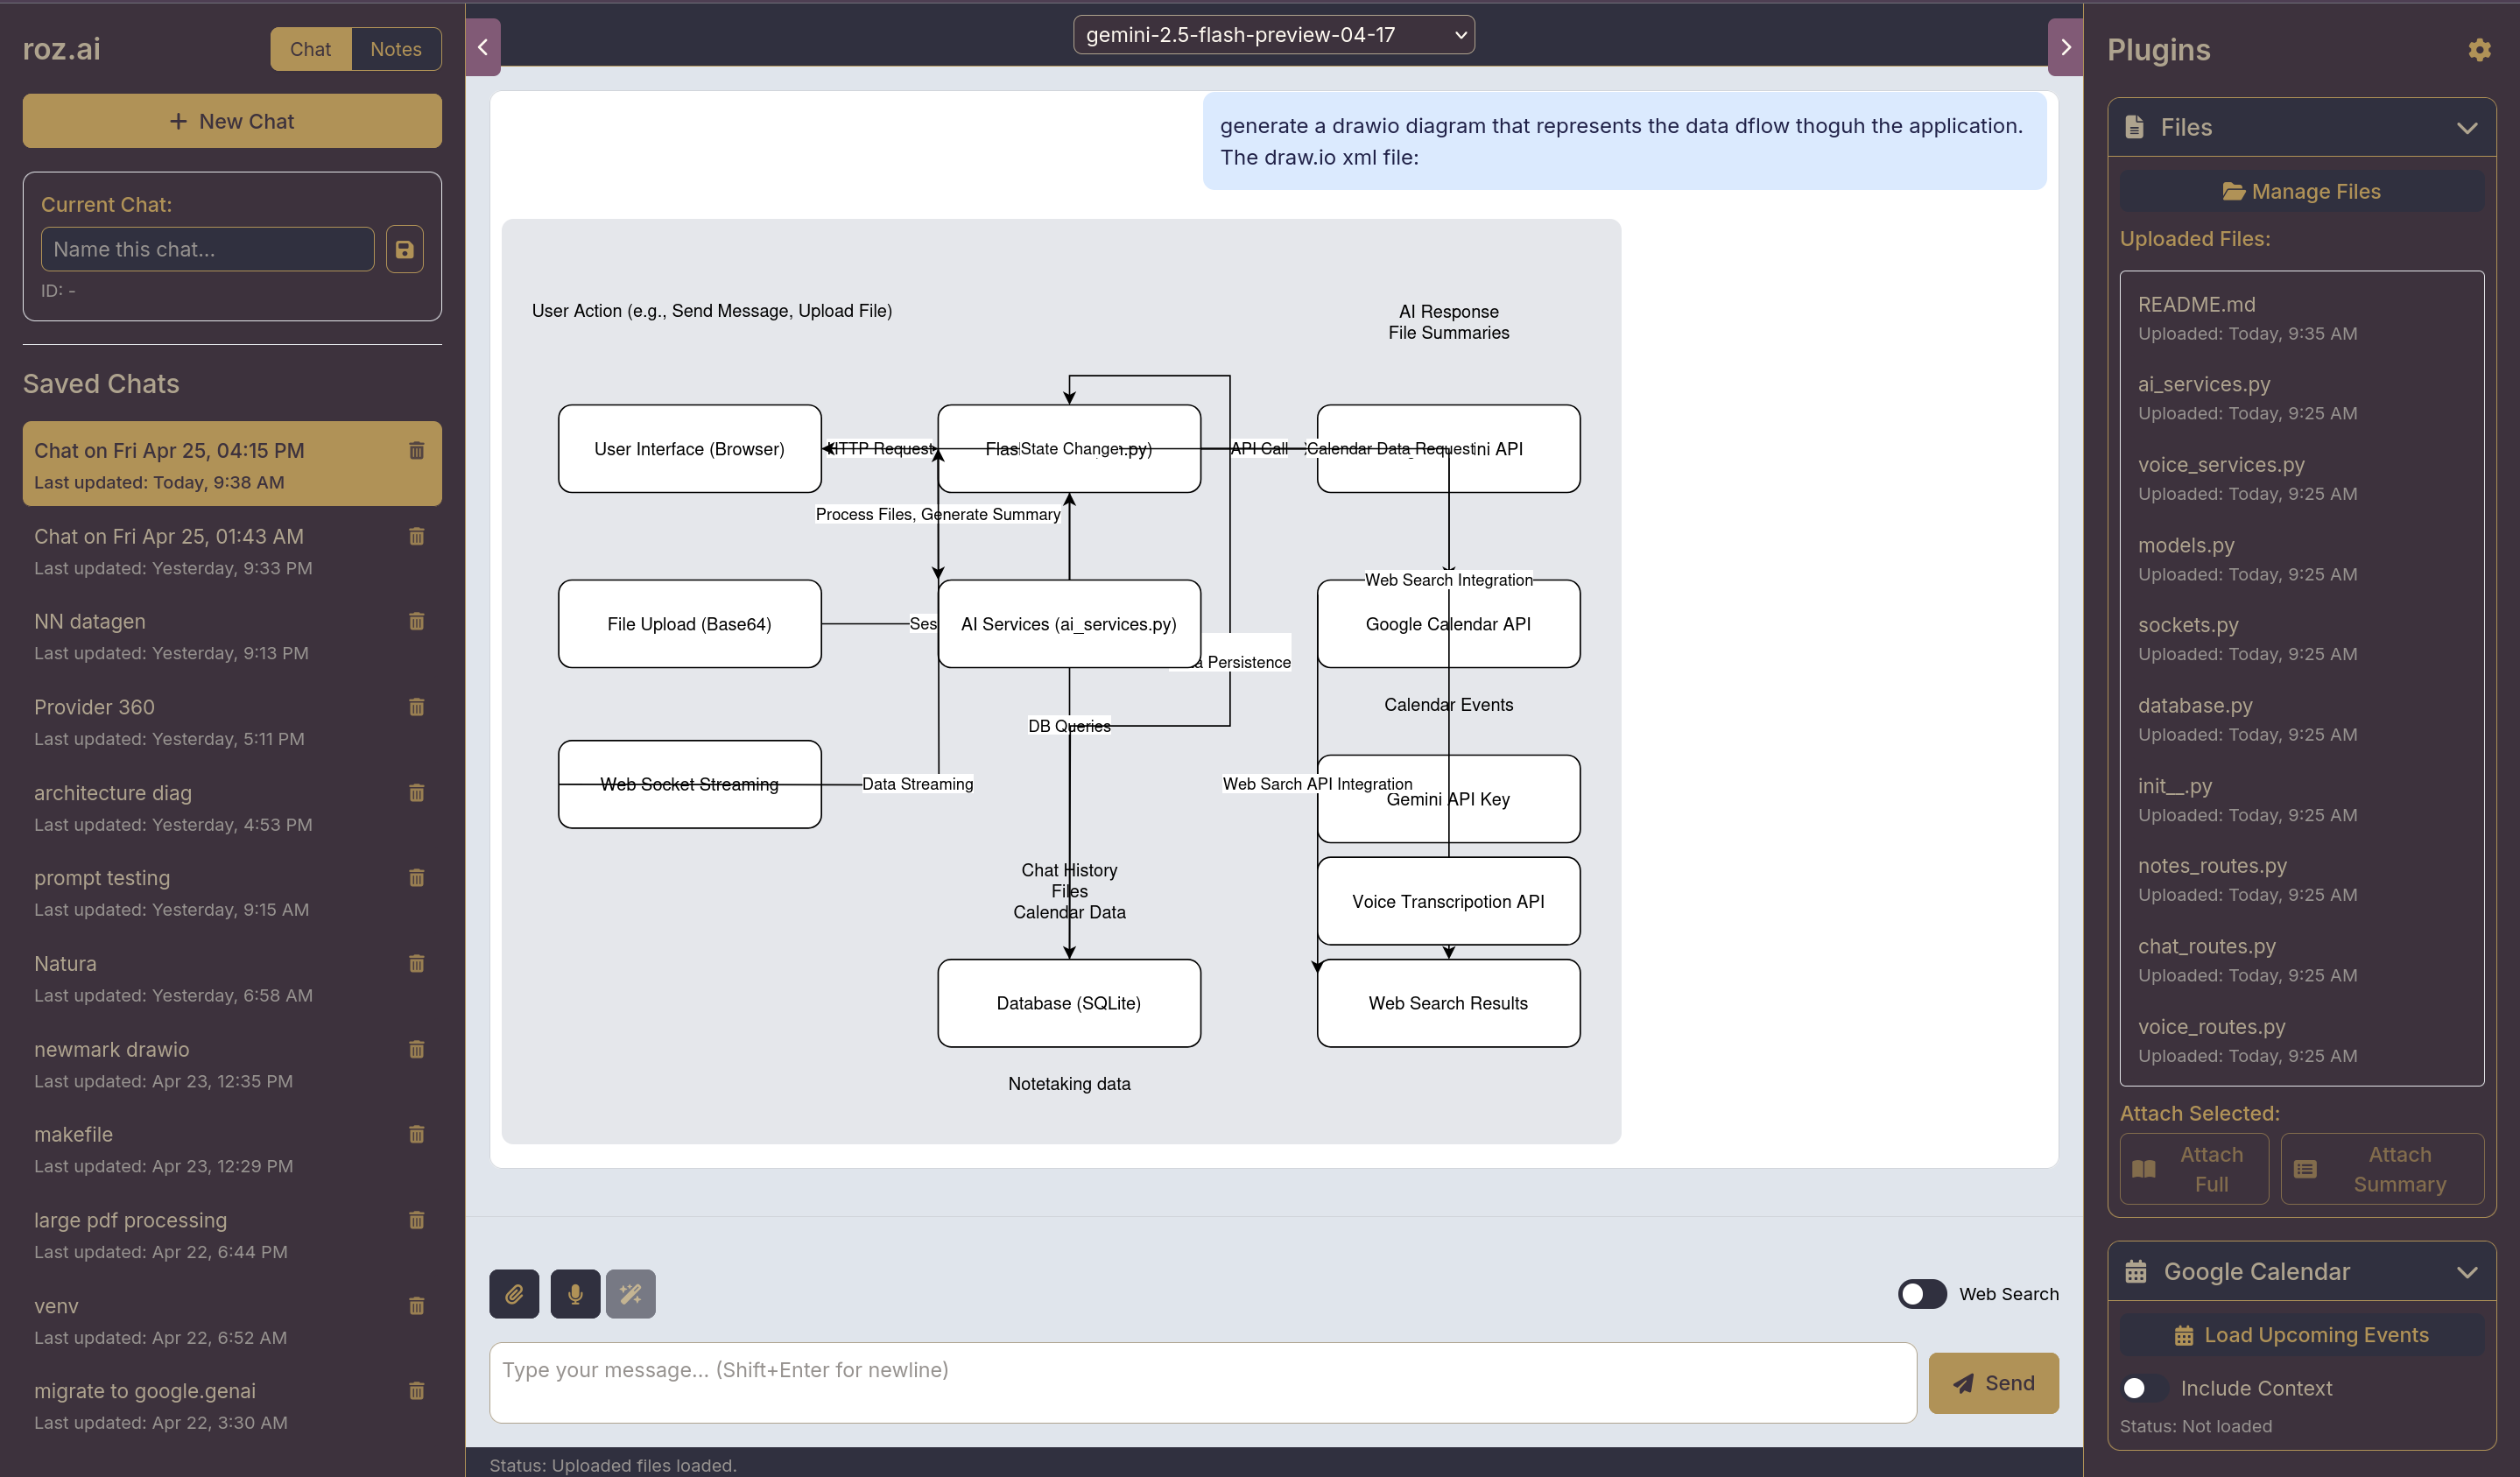 roz.ai
Chat
Notes
New Chat
Current Chat:
Name this chat...
ID: -
Saved Chats
Chat on Fri Apr 25, 04:15 PM
Last updated: Today, 9:38 AM
Chat on Fri Apr 25, 01:43 AM
Last updated: Yesterday, 9:33 PM
NN datagen
Last updated: Yesterday, 9:13 PM
Provider 360
Last updated: Yesterday, 5:11 PM
architecture diag
Last updated: Yesterday, 4:53 PM
prompt testing
Last updated: Yesterday, 9:15 AM
Natura
Last updated: Yesterday, 6:58 AM
newmark drawio
Last updated: Apr 23, 12:35 PM
makefile
Last updated: Apr 23, 12:29 PM
large pdf processing
Last updated: Apr 22, 6:44 PM
venv
Last updated: Apr 22, 6:52 AM
migrate to google.genai
Last updated: Apr 22, 3:30 AM
gemini-2.5-flash-preview-04-17
generate a drawio diagram that represents the data dflow thoguh the application.
The draw.io xml file:
User Action (e.g., Send Message, Upload File)
AI Response
File Summaries
User Interface (Browser)
HTTP Request
State Change
.py)
API Call
Calendar Data Request
API
Process Files, Generate Summary
Web Search Integration
File Upload (Base64)
AI Services (ai_services.py)
Google Calendar API
Persistence
Calendar Events
DB Queries
Web Socket Streaming
Data Streaming
Web Sarch API Integration
Gemini API Key
Chat History
Files
Calendar Data
Voice Transcripotion API
Database (SQLite)
Web Search Results
Notetaking data
Web Search
Type your message... (Shift+Enter for newline)
Send
Status: Uploaded files loaded.
Plugins
Files
Manage Files
Uploaded Files:
README.md
Uploaded: Today, 9:35 AM
ai_services.py
Uploaded: Today, 9:25 AM
voice_services.py
Uploaded: Today, 9:25 AM
models.py
Uploaded: Today, 9:25 AM
sockets.py
Uploaded: Today, 9:25 AM
database.py
Uploaded: Today, 9:25 AM
init__.py
Uploaded: Today, 9:25 AM
notes_routes.py
Uploaded: Today, 9:25 AM
chat_routes.py
Uploaded: Today, 9:25 AM
voice_routes.py
Uploaded: Today, 9:25 AM
Attach Selected:
Attach
Full
Attach
Summary
Google Calendar
Load Upcoming Events
Include Context
Status: Not loaded